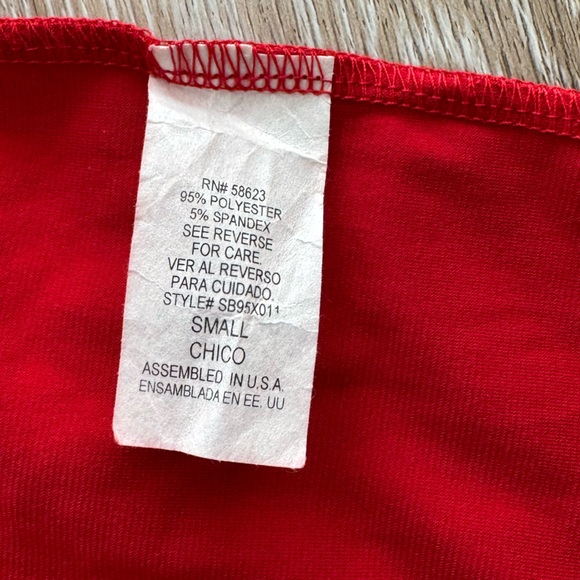 RN# 58623
95% POLYESTER
5% SPANDEX
SEE REVERSE
FOR CARE.
VER AL REVERSO
PARA CUIDADO.
STYLE# SB95X011
SMALL
CHICO
ASSEMBLED IN U.S.A.
ENSAMBLADA EN EE. UU